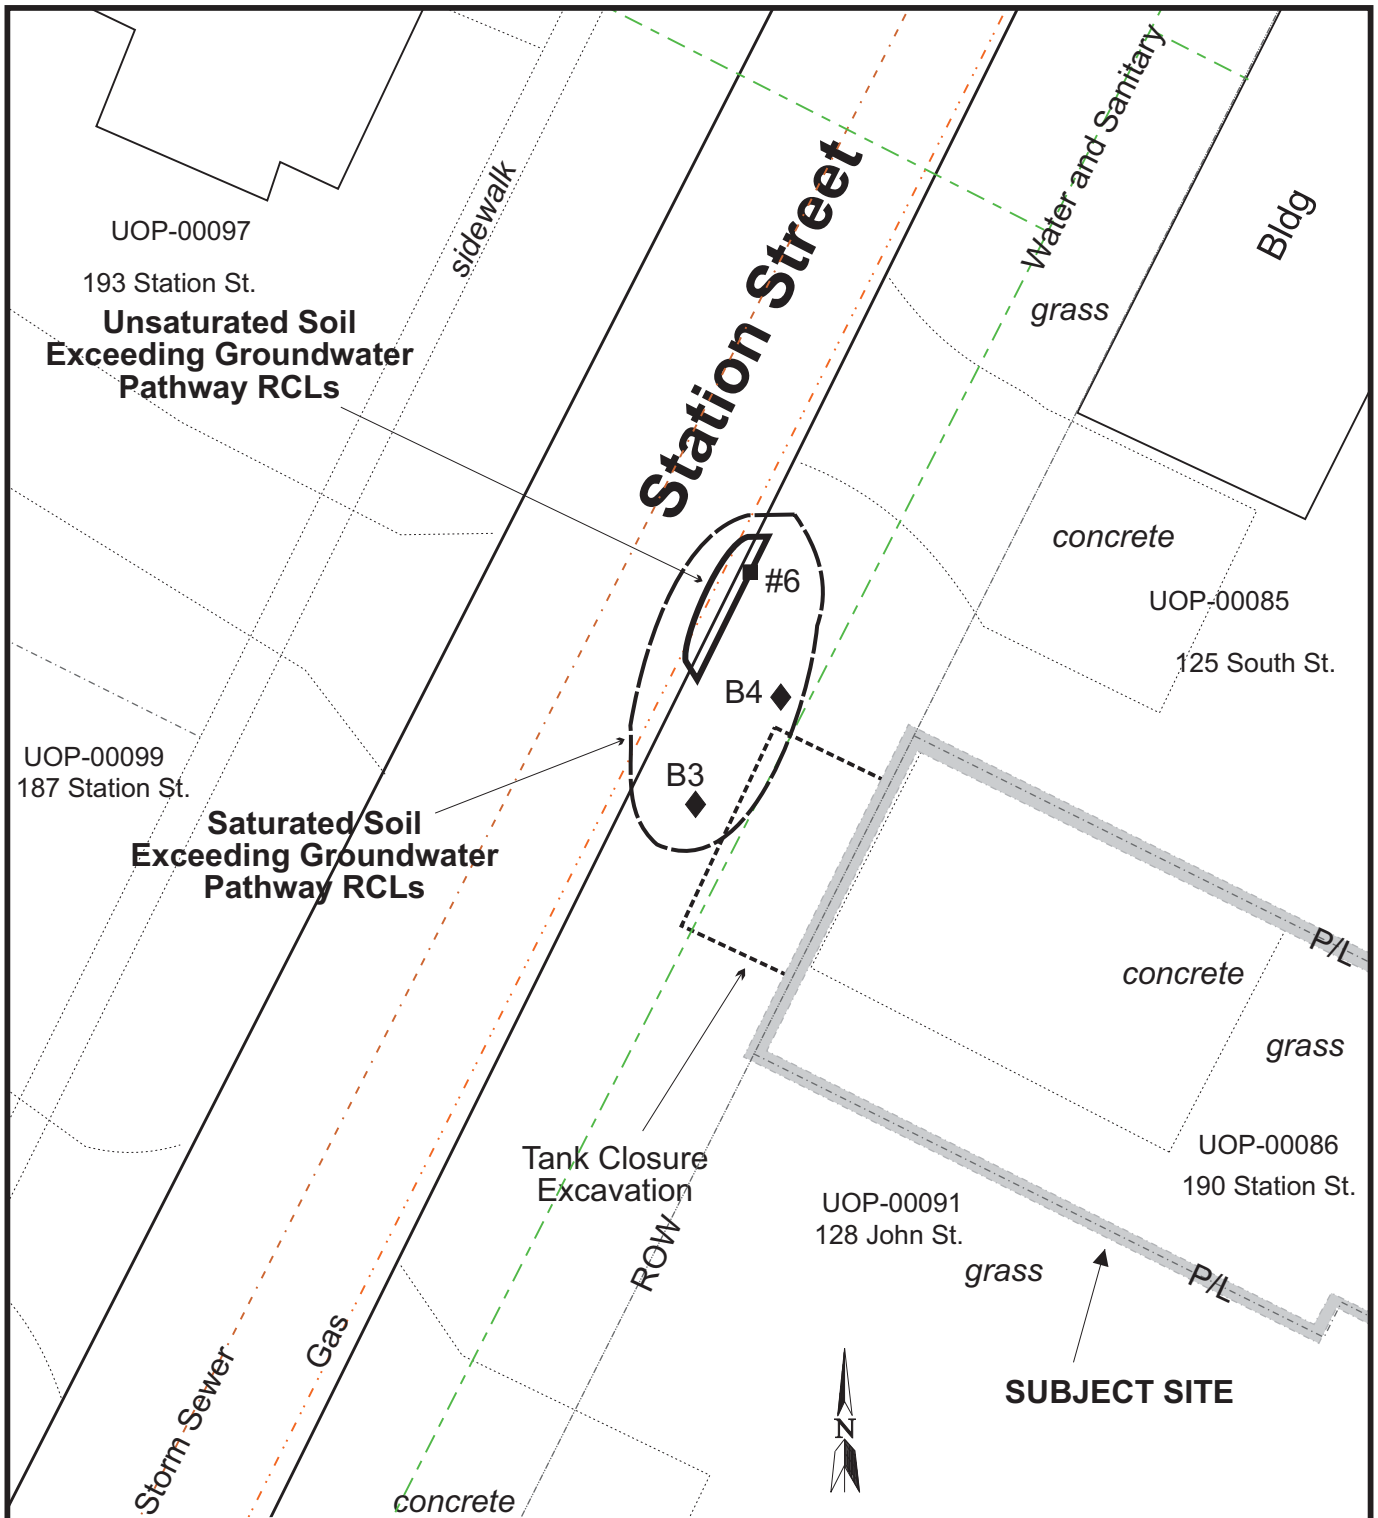 Water and Sanitary
Station Street
sidewalk
Bldg
UOP-00097
193 Station St.
grass
Unsaturated Soil
Exceeding Groundwater
Pathway RCLs
concrete
#6
UOP-00085
125 South St.
B4
UOP-00099
187 Station St.
B3
Saturated Soil
Exceeding Groundwater
Pathway RCLs
P/L
concrete
grass
Tank Closure
Excavation
UOP-00086
190 Station St.
UOP-00091
128 John St.
ROW
grass
P/L
Gas
Storm Sewer
SUBJECT SITE
N
concrete